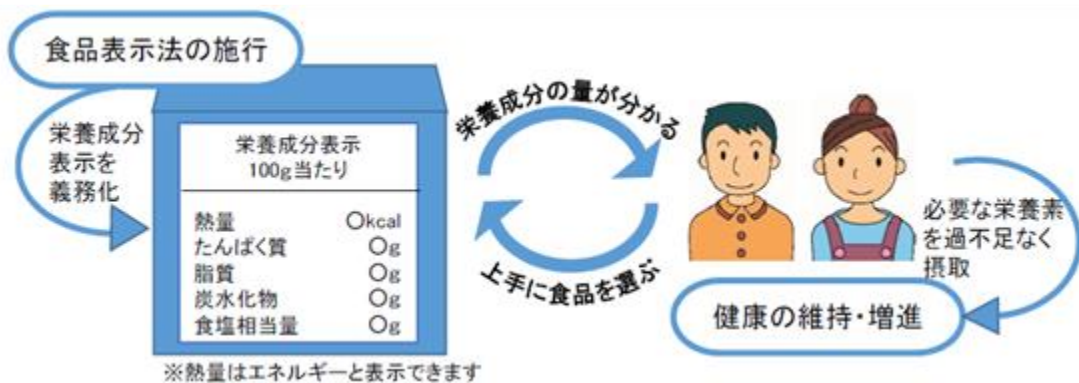 食品表示法の施行
栄養成分
表示を
義務化
栄養成分表示
100g当たり
熱量 〇kcal
たんぱく質 〇g
脂質 〇g
炭水化物 〇g
食塩相当量 〇g
※熱量はエネルギーと表示できます
栄養成分の量が分かる
上手に食品を選ぶ
必要な栄養素
を過不足なく
摂取
健康の維持・増進